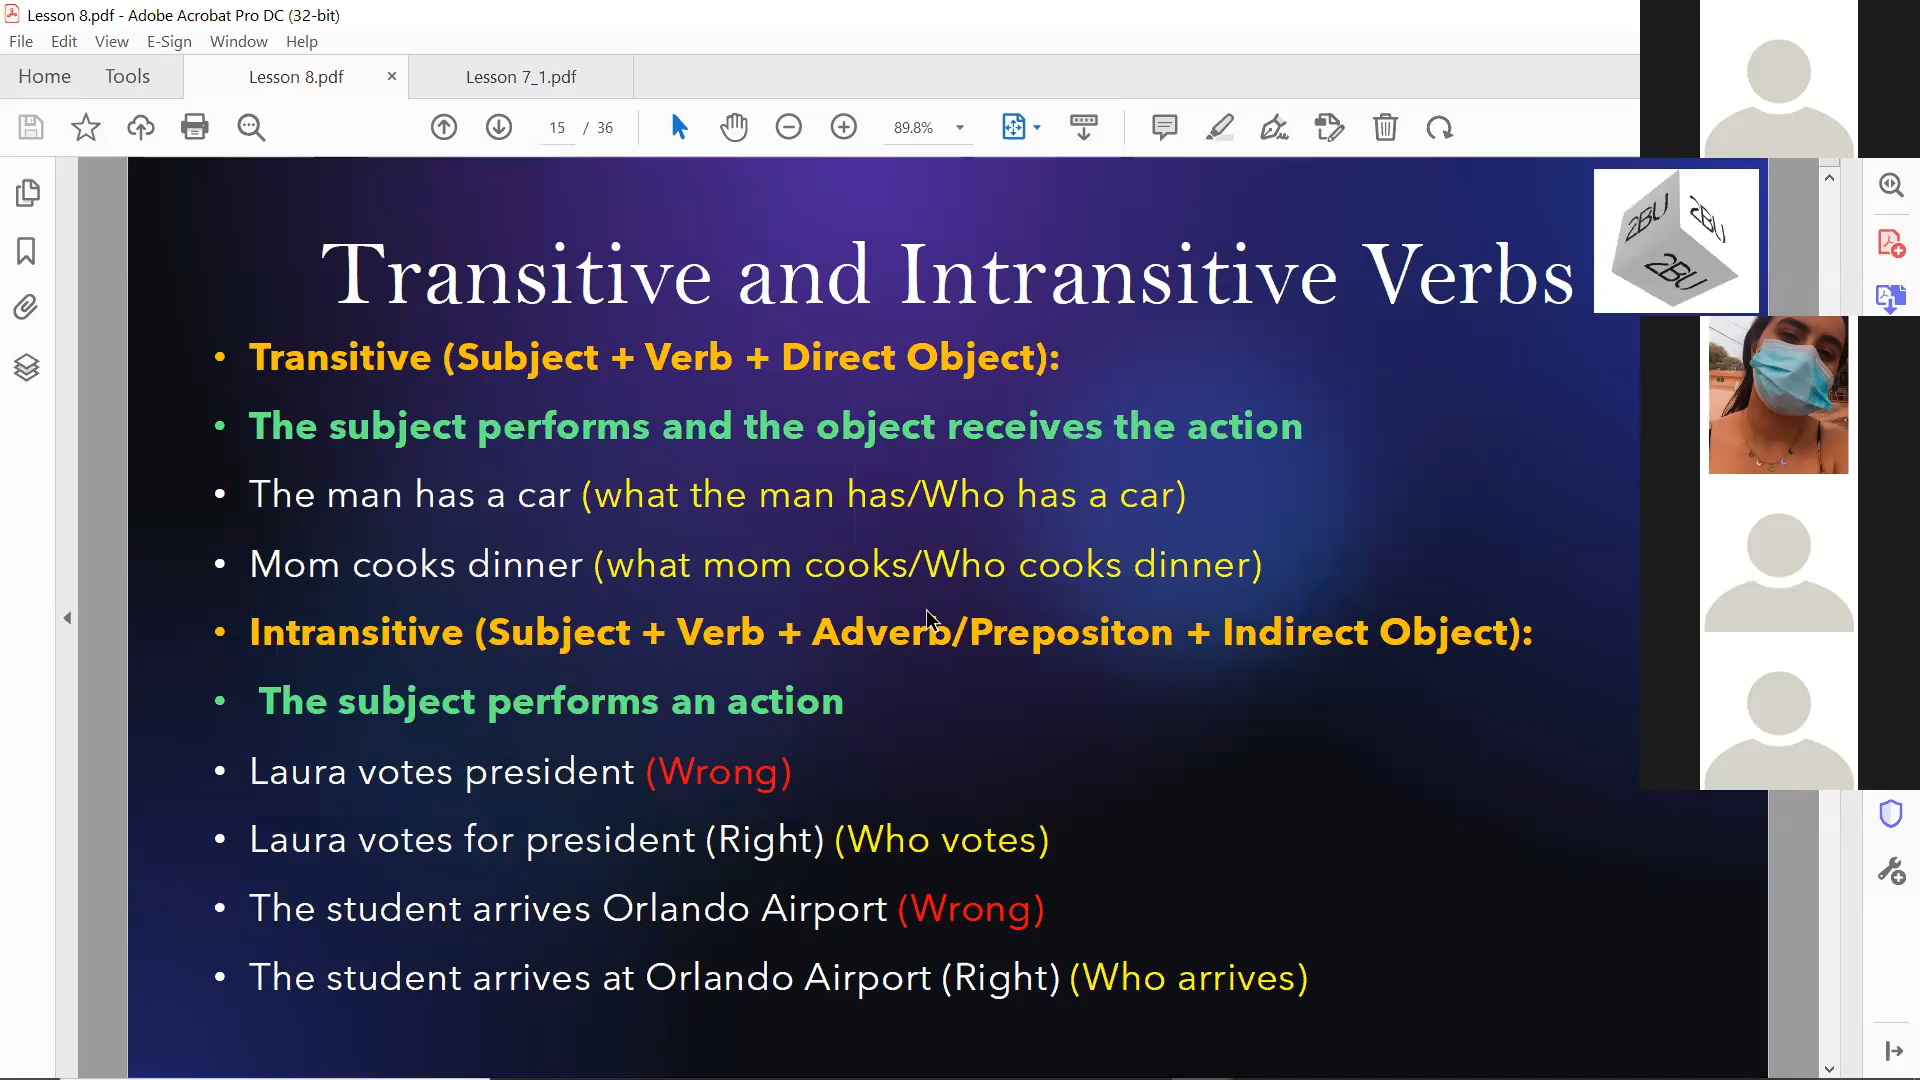 Lesson 8.pdf - Adobe Acrobat Pro DC (32-bit)
File Edit View E-Sign Window Help
Home Tools Lesson 8.pdf × Lesson 7_1.pdf
15 / 36 89.8%
2BU 2BU
2BU
Transitive and Intransitive Verbs
• Transitive (Subject + Verb + Direct Object):
• The subject performs and the object receives the action
• The man has a car (what the man has/Who has a car)
• Mom cooks dinner (what mom cooks/Who cooks dinner)
• Intransitive (Subject + Verb + Adverb/Prepositon + Indirect Object):
• The subject performs an action
• Laura votes president (Wrong)
• Laura votes for president (Right) (Who votes)
• The student arrives Orlando Airport (Wrong)
• The student arrives at Orlando Airport (Right) (Who arrives)